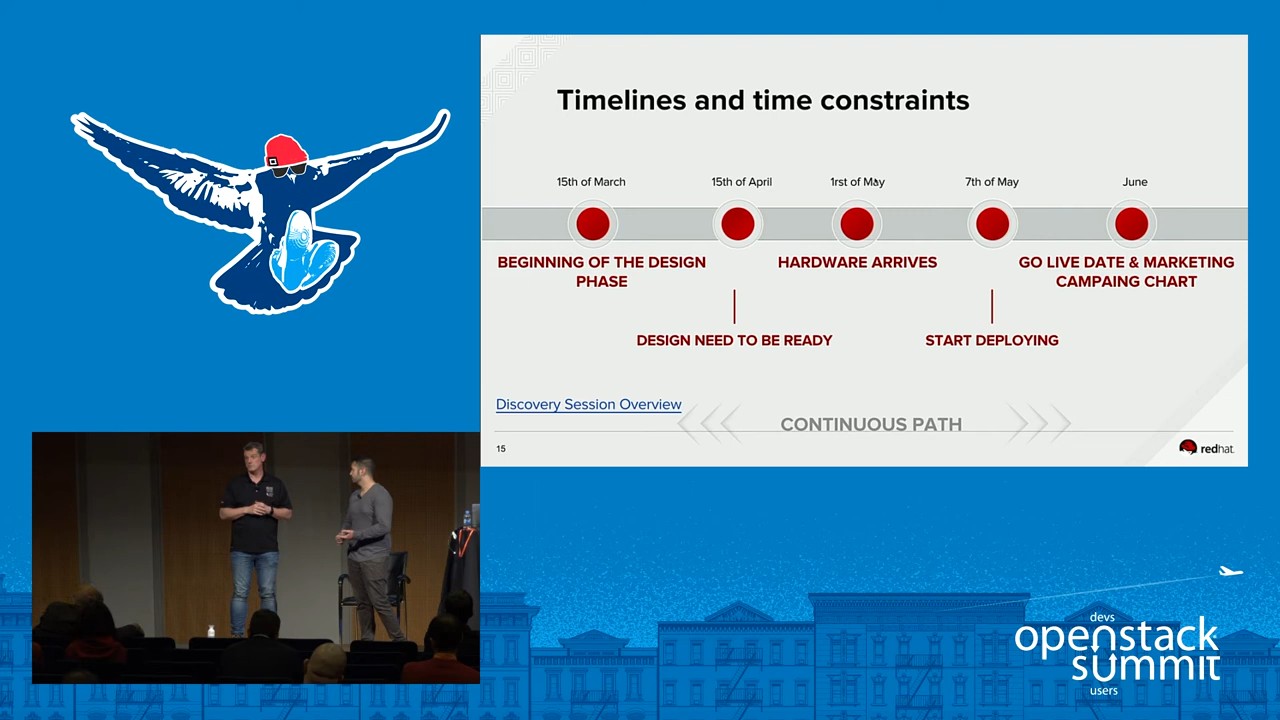 Timelines and time constraints
15th of March
15th of April
1rst of May
7th of May
June
BEGINNING OF THE DESIGN
PHASE
HARDWARE ARRIVES
GO LIVE DATE & MARKETING
CAMPAING CHART
DESIGN NEED TO BE READY
START DEPLOYING
Discovery Session Overview
CONTINUOUS PATH
15
redhat.
devs
openstack
summit
users